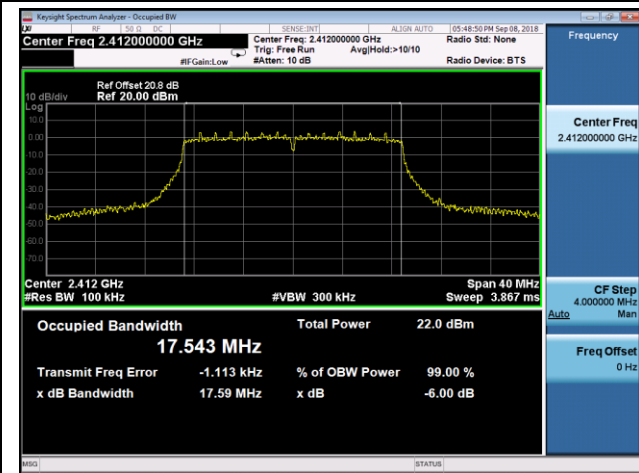 Keysight Spectrum Analyzer - Occupied BW
RF 50 Ω DC SENSE:INT ALIGN AUTO 05:48:50 PM Sep 08, 2018
Center Freq 2.412000000 GHz
Center Freq: 2.412000000 GHz Radio Std: None
Trig: Free Run Avg|Hold:>10/10
#IFGain:Low #Atten: 10 dB Radio Device: BTS
Frequency
Ref Offset 20.8 dB
10 dB/div Ref 20.00 dBm
Log
10.0
0.00
-10.0
-20.0
-30.0
-40.0
-50.0
-60.0
-70.0
Center 2.412 GHz Span 40 MHz
#Res BW 100 kHz #VBW 300 kHz Sweep 3.867 ms
Occupied Bandwidth Total Power 22.0 dBm
17.543 MHz
Transmit Freq Error -1.113 kHz % of OBW Power 99.00 %
x dB Bandwidth 17.59 MHz x dB -6.00 dB
Center Freq
2.412000000 GHz
CF Step
4.000000 MHz
Auto Man
Freq Offset
0 Hz
MSG STATUS